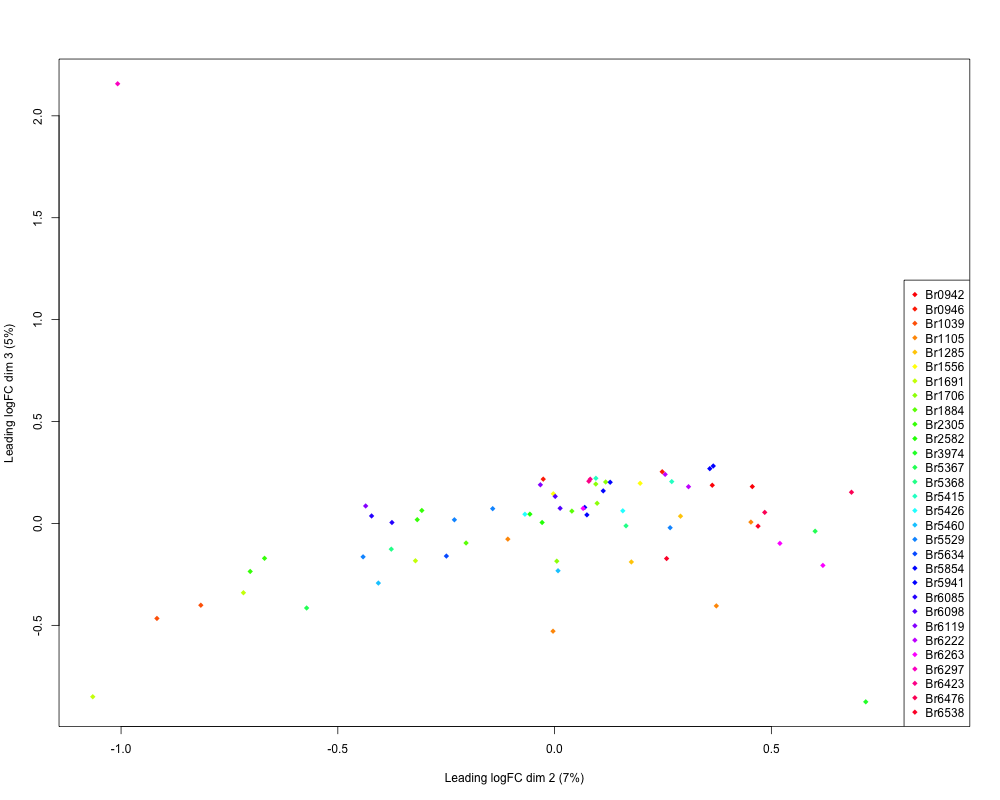 2.0
1.5
1.0
0.5
0.0
-0.5
Leading logFC dim 3 (5%)
Br0942
Br0946
Br1039
Br1105
Br1285
Br1556
Br1691
Br1706
Br1884
Br2305
Br2582
Br3974
Br5367
Br5368
Br5415
Br5426
Br5460
Br5529
Br5634
Br5854
Br5941
Br6085
Br6098
Br6119
Br6222
Br6263
Br6297
Br6423
Br6476
Br6538
-1.0 -0.5 0.0 0.5
Leading logFC dim 2 (7%)